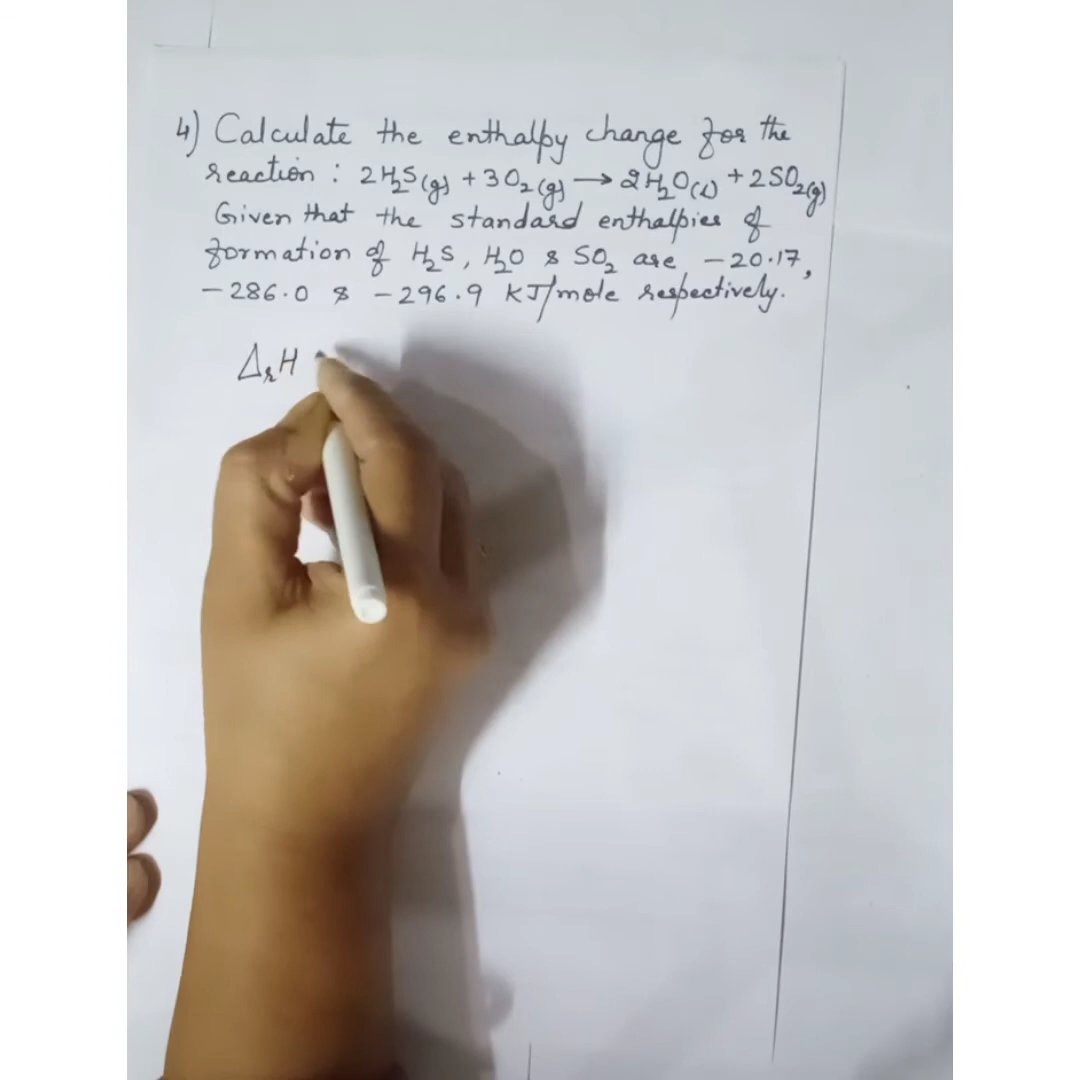 4) Calculate the enthalpy change for the
reaction : 2H₂S(g) + 3O₂(g) → 2H₂O(l) + 2SO₂(g)
Given that the standard enthalpies of
formation of H₂S, H₂O & SO₂ are -20.17,
-286.0 & -296.9 KJ/mole respectively.
ΔᵣH